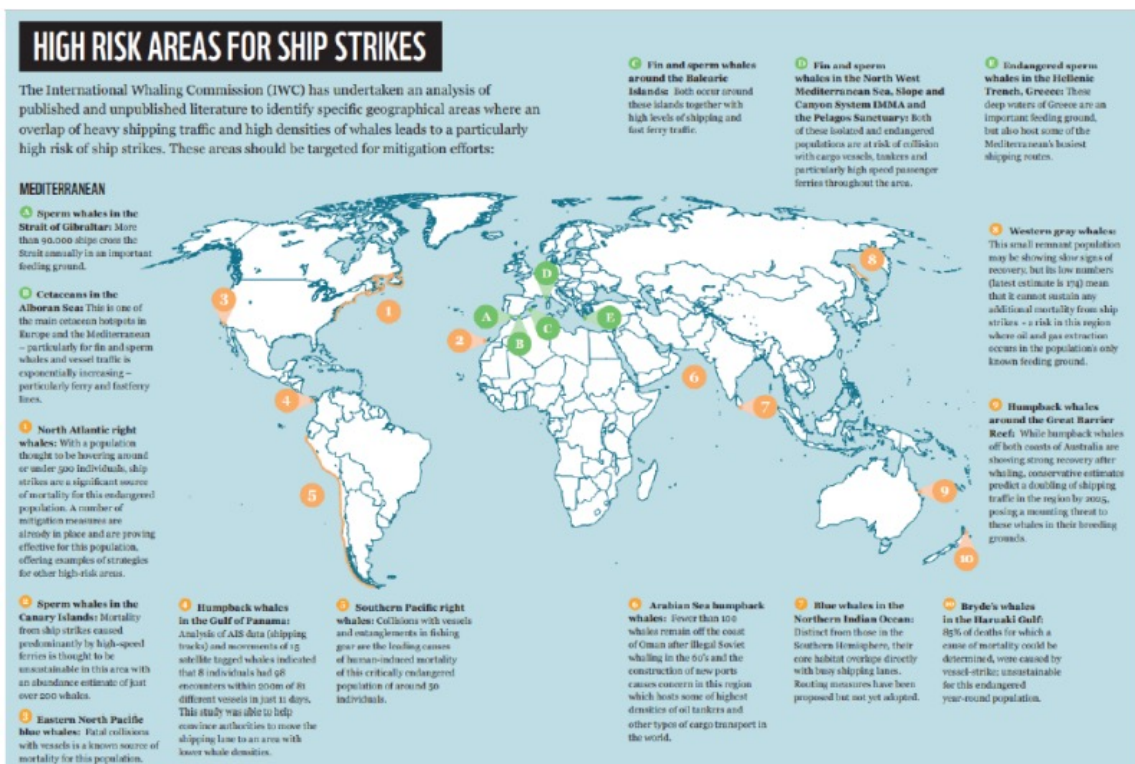 HIGH RISK AREAS FOR SHIP STRIKES
The International Whaling Commission (IWC) has undertaken an analysis of
published and unpublished literature to identify specific geographical areas where an
overlap of heavy shipping traffic and high densities of whales leads to a particularly
high risk of ship strikes. These areas should be targeted for mitigation efforts:
MEDITERRANEAN
A Sperm whales in the
Strait of Gibraltar: More
than 90.000 ships cross the
Strait annually in an important
feeding ground.
B Cetaceans in the
Alboran Sea: This is one of
the main cetacean hotspots in
Europe and the Mediterranean
– particularly for fin and sperm
whales and vessel traffic is
exponentially increasing –
particularly ferry and fastferry
lines.
C Fin and sperm whales
around the Balearic
Islands: Both occur around
these islands together with
high levels of shipping and
fast ferry traffic.
D Fin and sperm
whales in the North West
Mediterranean Sea, Slope and
Canyon System IMMA and
the Pelagos Sanctuary: Both
of these isolated and endangered
populations are at risk of collision
with cargo vessels, tankers and
particularly high speed passenger
ferries throughout the area.
E Endangered sperm
whales in the Hellenic
Trench, Greece: These
deep waters of Greece are an
important feeding ground,
but also host some of the
Mediterranean's busiest
shipping routes.
1 North Atlantic right
whales: With a population
thought to be hovering around
or under 500 individuals, ship
strikes are a significant source
of mortality for this endangered
population. A number of
mitigation measures are
already in place and are proving
effective for this population,
offering examples of strategies
for other high-risk areas.
2 Sperm whales in the
Canary Islands: Mortality
from ship strikes caused
predominantly by high-speed
ferries is thought to be
unsustainable in this area with
an abundance estimate of just
over 200 whales.
3 Eastern North Pacific
blue whales: Fatal collisions
with vessels is a known source of
mortality for this population.
4 Humpback whales
in the Gulf of Panama:
Analysis of AIS data (shipping
tracks) and movements of 15
satellite tagged whales indicated
that 8 individuals had 98
encounters within 200m of 81
different vessels in just 11 days.
This study was able to help
convince authorities to move the
shipping lane to an area with
lower whale densities.
5 Southern Pacific right
whales: Collisions with vessels
and entanglements in fishing
gear are the leading causes
of human-induced mortality
of this critically endangered
population of around 50
individuals.
6 Arabian Sea humpback
whales: Fewer than 100
whales remain off the coast
of Oman after illegal Soviet
whaling in the 60's and the
construction of new ports
causes concern in this region
which hosts some of highest
densities of oil tankers and
other types of cargo transport in
the world.
7 Blue whales in the
Northern Indian Ocean:
Distinct from those in the
Southern Hemisphere, their
core habitat overlaps directly
with busy shipping lanes.
Routing measures have been
proposed but not yet adopted.
8 Western gray whales:
This small remnant population
may be showing slow signs of
recovery, but its low numbers
(latest estimate is 174) mean
that it cannot sustain any
additional mortality from ship
strikes – a risk in this region
where oil and gas extraction
occurs in the population's only
known feeding ground.
9 Humpback whales
around the Great Barrier
Reef: While humpback whales
off both coasts of Australia are
showing strong recovery after
whaling, conservative estimates
predict a doubling of shipping
traffic in the region by 2025,
posing a mounting threat to
these whales in their breeding
grounds.
10 Bryde's whales
in the Haruaki Gulf:
85% of deaths for which a
cause of mortality could be
determined, were caused by
vessel-strike; unsustainable
for this endangered
year-round population.
3
1
2
4
5
A
B
C
D
E
6
7
8
9
10